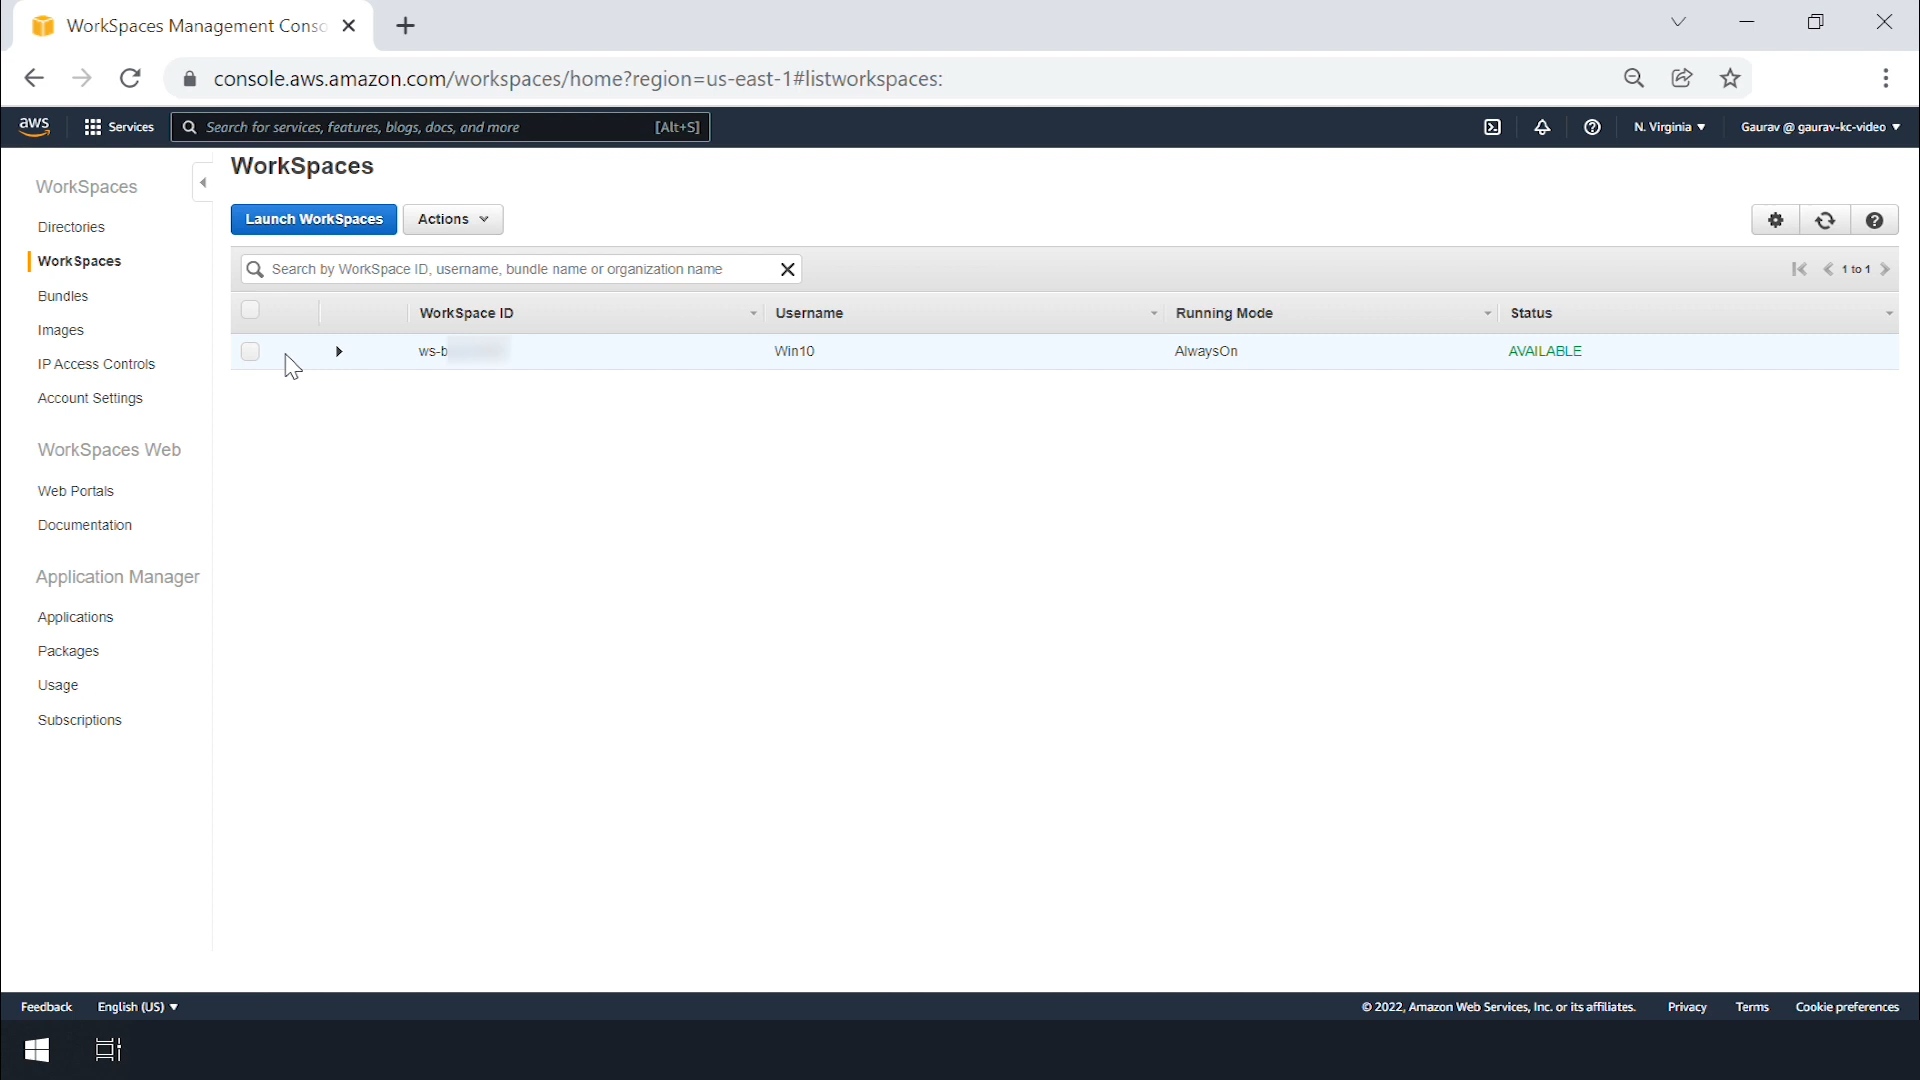 WorkSpaces Management Conso
console.aws.amazon.com/workspaces/home?region=us-east-1#listworkspaces:
aws Services Search for services, features, blogs, docs, and more [Alt+S] N. Virginia Gaurav @ gaurav-kc-video
WorkSpaces
Directories
WorkSpaces
Bundles
Images
IP Access Controls
Account Settings
WorkSpaces Web
Web Portals
Documentation
Application Manager
Applications
Packages
Usage
Subscriptions
WorkSpaces
Launch WorkSpaces Actions
Search by WorkSpace ID, username, bundle name or organization name 1 to 1
WorkSpace ID Username Running Mode Status
ws-b Win10 AlwaysOn AVAILABLE
Feedback English (US) © 2022, Amazon Web Services, Inc. or its affiliates. Privacy Terms Cookie preferences